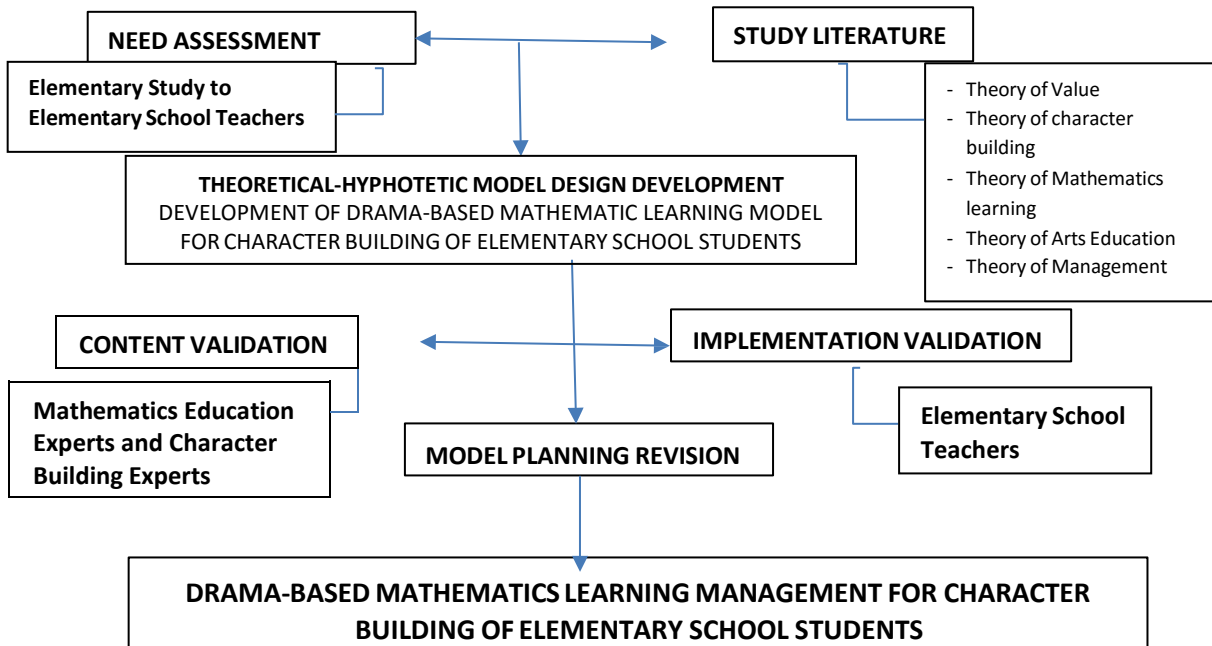 NEED ASSESSMENT
STUDY LITERATURE
Elementary Study to
Elementary School Teachers
- Theory of Value
- Theory of character
building
- Theory of Mathematics
learning
- Theory of Arts Education
- Theory of Management
THEORETICAL-HYPHOTETIC MODEL DESIGN DEVELOPMENT
DEVELOPMENT OF DRAMA-BASED MATHEMATIC LEARNING MODEL
FOR CHARACTER BUILDING OF ELEMENTARY SCHOOL STUDENTS
CONTENT VALIDATION
IMPLEMENTATION VALIDATION
Mathematics Education
Experts and Character
Building Experts
Elementary School
Teachers
MODEL PLANNING REVISION
DRAMA-BASED MATHEMATICS LEARNING MANAGEMENT FOR CHARACTER
BUILDING OF ELEMENTARY SCHOOL STUDENTS